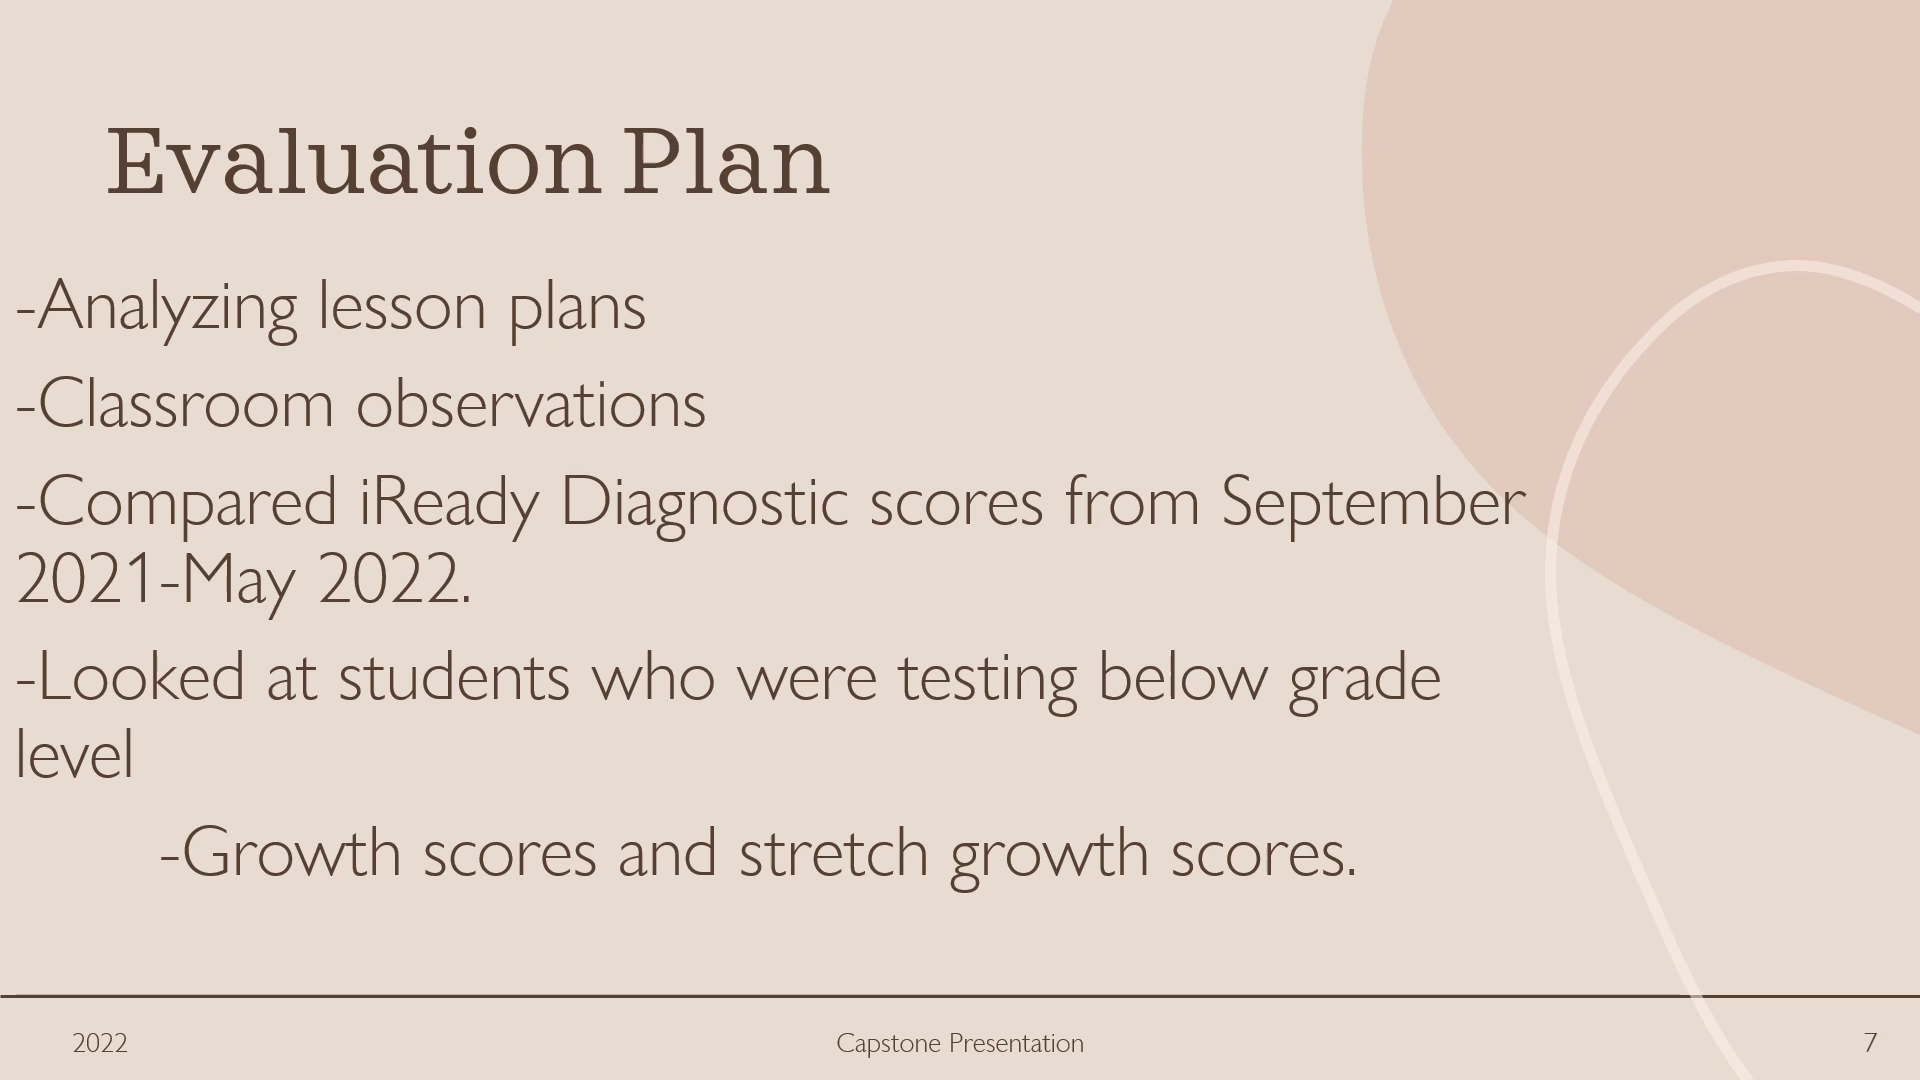 Evaluation Plan
-Analyzing lesson plans
-Classroom observations
-Compared iReady Diagnostic scores from September
2021-May 2022.
-Looked at students who were testing below grade
level
-Growth scores and stretch growth scores.
2022
Capstone Presentation
7